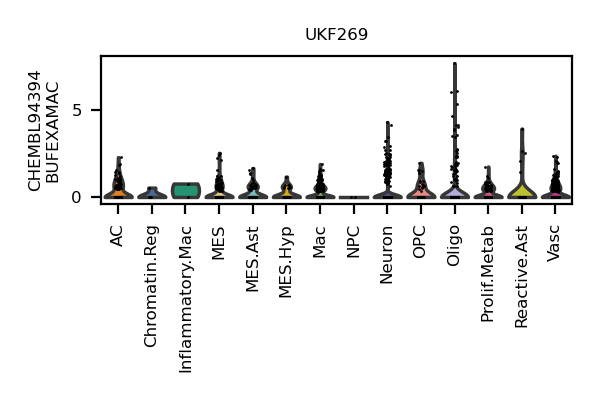 UKF269
CHEMBL94394
BUFEXAMAC
5
0
AC
Chromatin.Reg
Inflammatory.Mac
MES
MES.Ast
MES.Hyp
Mac
NPC
Neuron
OPC
Oligo
Prolif.Metab
Reactive.Ast
Vasc